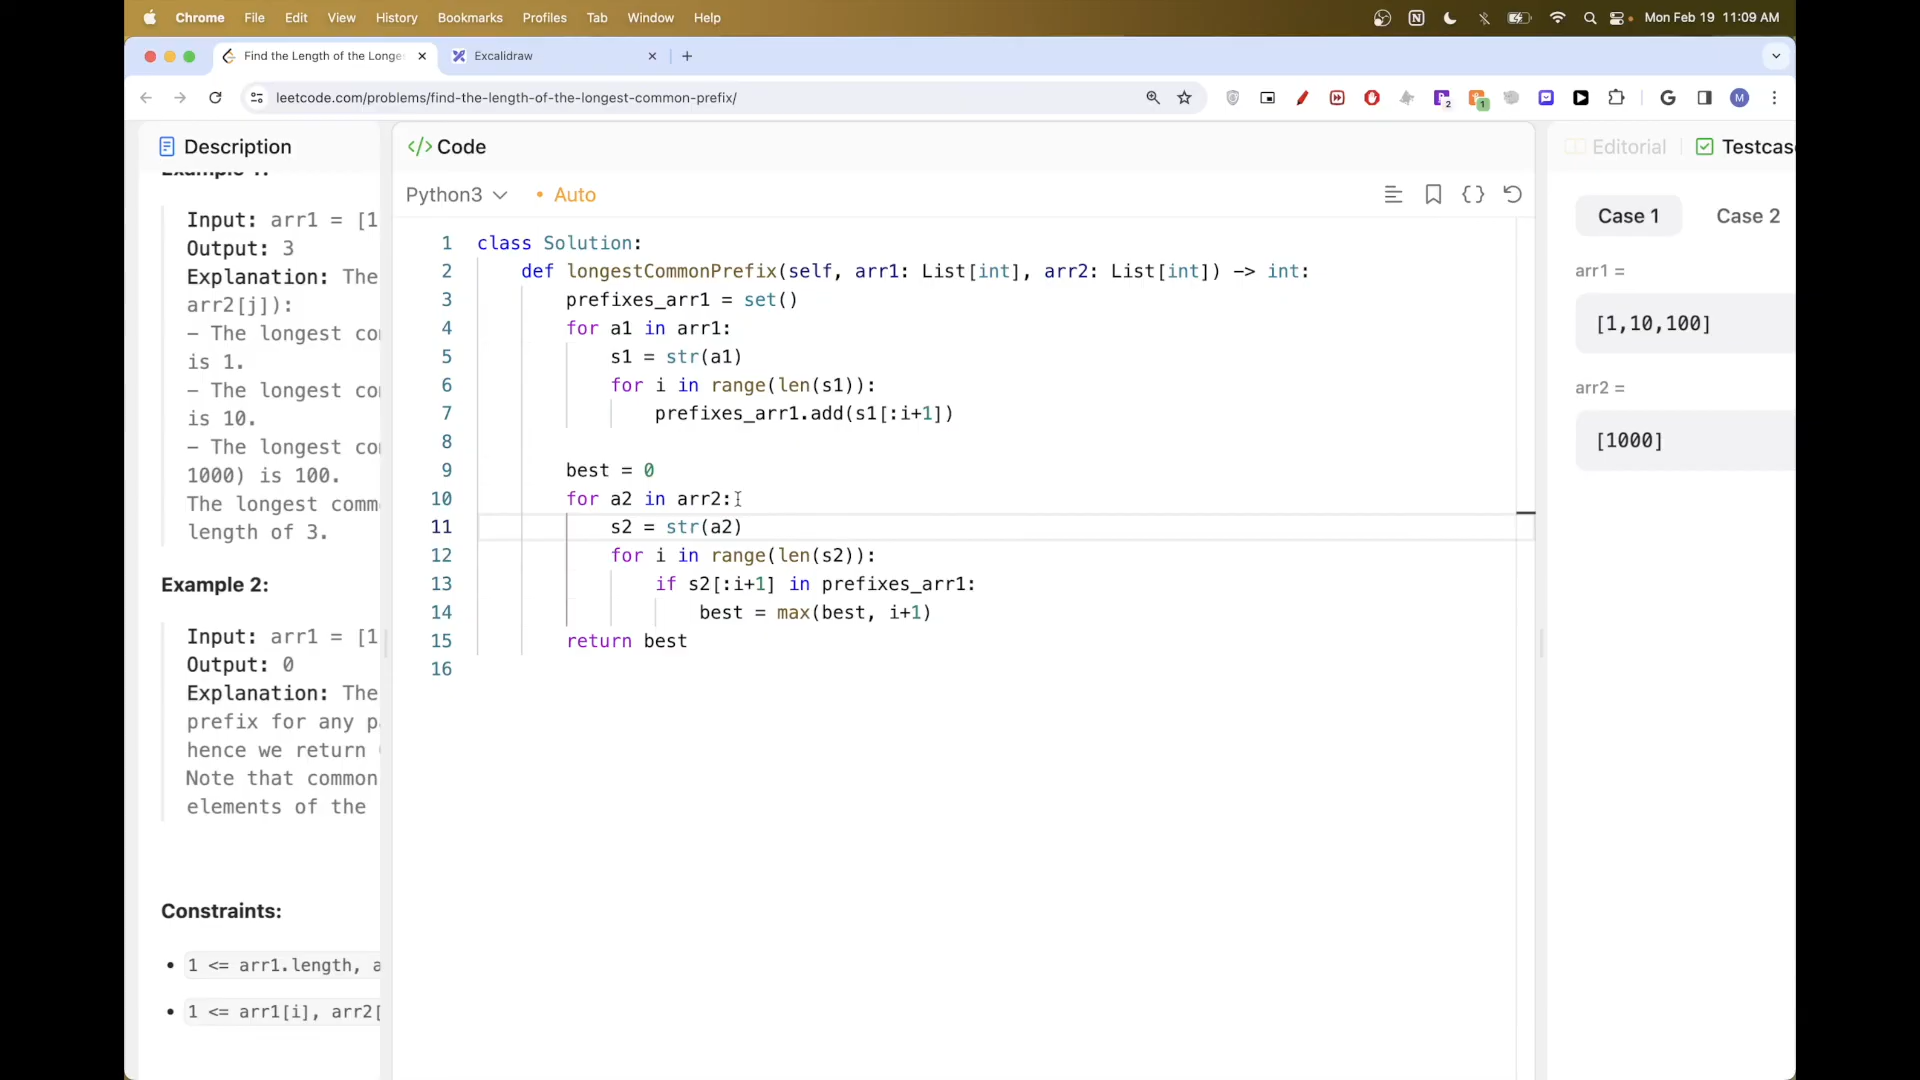 Chrome File Edit View History Bookmarks Profiles Tab Window Help Mon Feb 19 11:09 AM
Find the Length of the Longe Excalidraw
leetcode.com/problems/find-the-length-of-the-longest-common-prefix/
Description
Example 1:
Input: arr1 = [1
Output: 3
Explanation: The
arr2[j]):
- The longest co
is 1.
- The longest co
is 10.
- The longest co
1000) is 100.
The longest comm
length of 3.
Example 2:
Input: arr1 = [1
Output: 0
Explanation: The
prefix for any p
hence we return
Note that common
elements of the
Constraints:
• 1 <= arr1.length, a
• 1 <= arr1[i], arr2[
</> Code
Python3 • Auto
1 class Solution:
2 def longestCommonPrefix(self, arr1: List[int], arr2: List[int]) -> int:
3 prefixes_arr1 = set()
4 for a1 in arr1:
5 s1 = str(a1)
6 for i in range(len(s1)):
7 prefixes_arr1.add(s1[:i+1])
8
9 best = 0
10 for a2 in arr2:
11 s2 = str(a2)
12 for i in range(len(s2)):
13 if s2[:i+1] in prefixes_arr1:
14 best = max(best, i+1)
15 return best
16
Editorial Testcas
Case 1 Case 2
arr1 =
[1,10,100]
arr2 =
[1000]